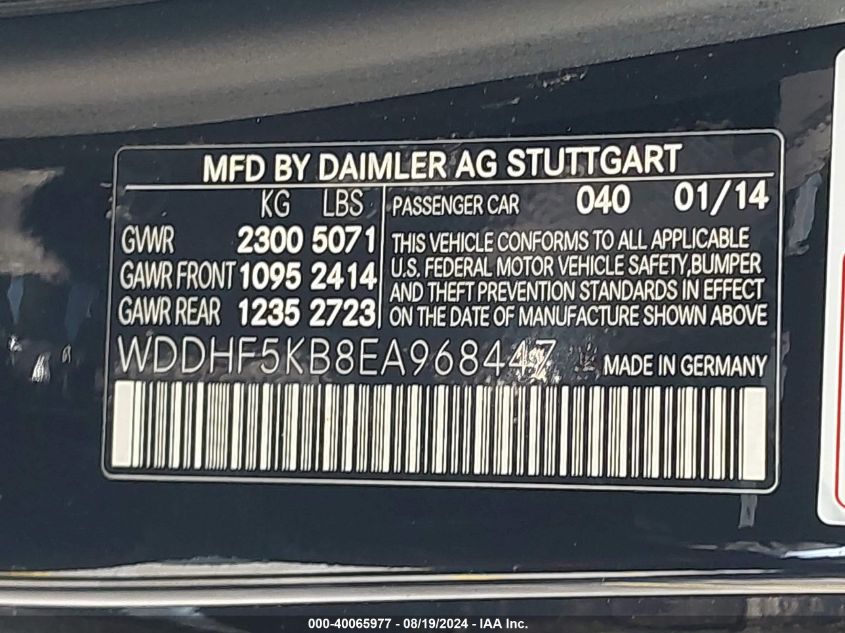 MFD BY DAIMLER AG STUTTGART
KG LBS
GVWR 2300 5071
GAWR FRONT 1095 2414
GAWR REAR 1235 2723
PASSENGER CAR 040 01/14
THIS VEHICLE CONFORMS TO ALL APPLICABLE
U.S. FEDERAL MOTOR VEHICLE SAFETY,BUMPER
AND THEFT PREVENTION STANDARDS IN EFFECT
ON THE DATE OF MANUFACTURE SHOWN ABOVE
WDDHF5KB8EA968447 MADE IN GERMANY
000-40065977 - 08/19/2024 - IAA Inc.